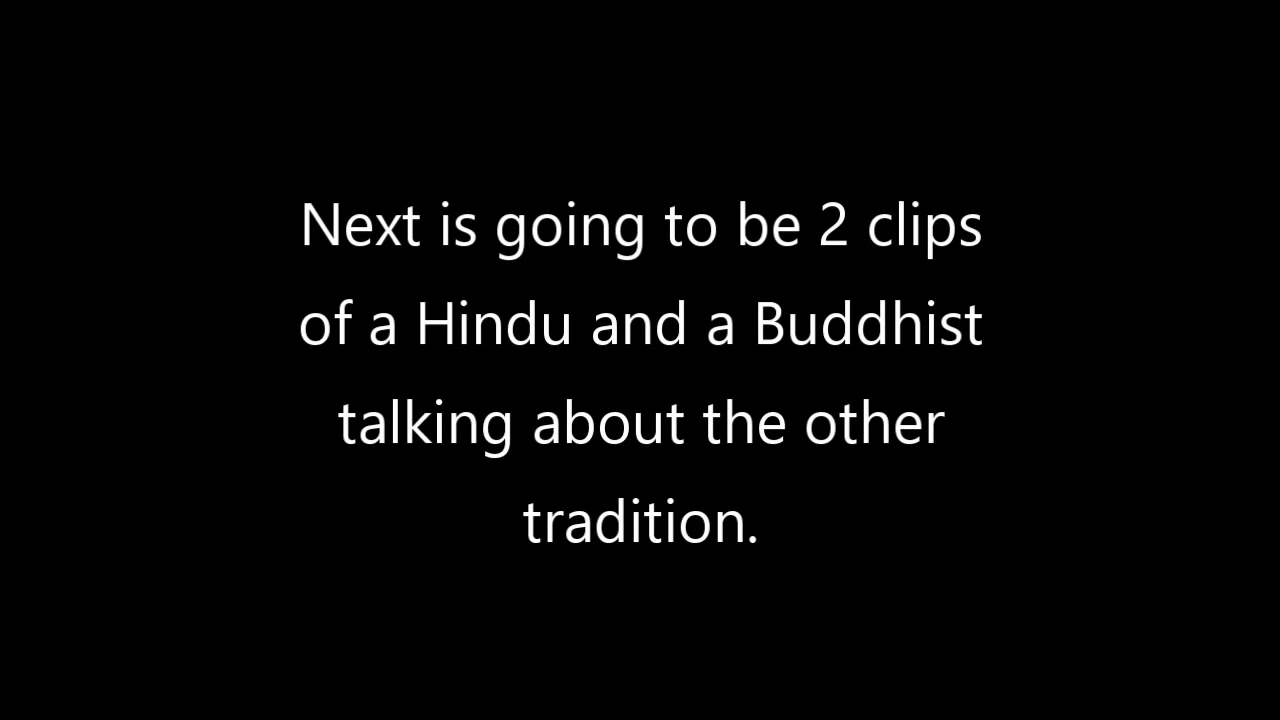 Next is going to be 2 clips
of a Hindu and a Buddhist
talking about the other
tradition.